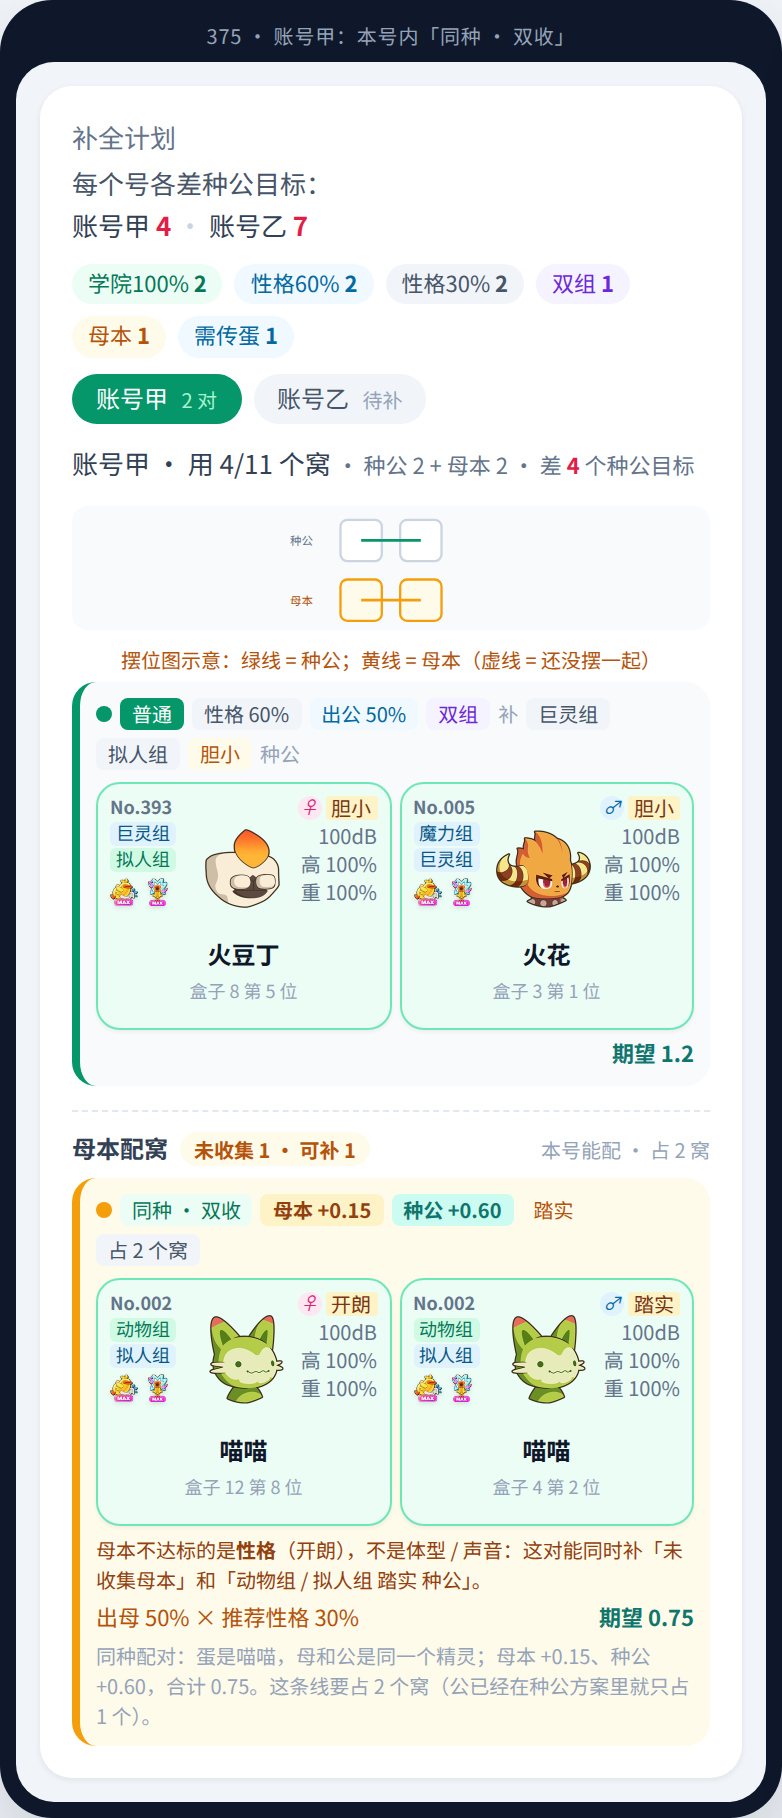 375 · 账号甲：本号内「同种 · 双收」
补全计划
每个号各差种公目标：
账号甲 4 · 账号乙 7
学院100% 2 性格60% 2 性格30% 2 双组 1
母本 1 需传蛋 1
账号甲 2 对 账号乙 待补
账号甲 · 用 4/11 个窝 · 种公 2 + 母本 2 · 差 4 个种公目标
种公
母本
摆位图示意：绿线 = 种公；黄线 = 母本（虚线 = 还没摆一起）
普通 性格 60% 出公 50% 双组 补 巨灵组
拟人组 胆小 种公
No.393 ♀ 胆小
巨灵组 100dB
拟人组 高 100%
MAX MAX 重 100%
火豆丁
盒子 8 第 5 位
No.005 ♂ 胆小
魔力组 100dB
巨灵组 高 100%
MAX MAX 重 100%
火花
盒子 3 第 1 位
期望 1.2
母本配窝 未收集 1 · 可补 1 本号能配 · 占 2 窝
同种 · 双收 母本 +0.15 种公 +0.60 踏实
占 2 个窝
No.002 ♀ 开朗
动物组 100dB
拟人组 高 100%
MAX MAX 重 100%
喵喵
盒子 12 第 8 位
No.002 ♂ 踏实
动物组 100dB
拟人组 高 100%
MAX MAX 重 100%
喵喵
盒子 4 第 2 位
母本不达标的是性格（开朗），不是体型 / 声音：这对能同时补「未
收集母本」和「动物组 / 拟人组 踏实 种公」。
出母 50% × 推荐性格 30% 期望 0.75
同种配对：蛋是喵喵，母和公是同一个精灵；母本 +0.15、种公
+0.60，合计 0.75。这条线要占 2 个窝（公已经在种公方案里就只占
1 个）。